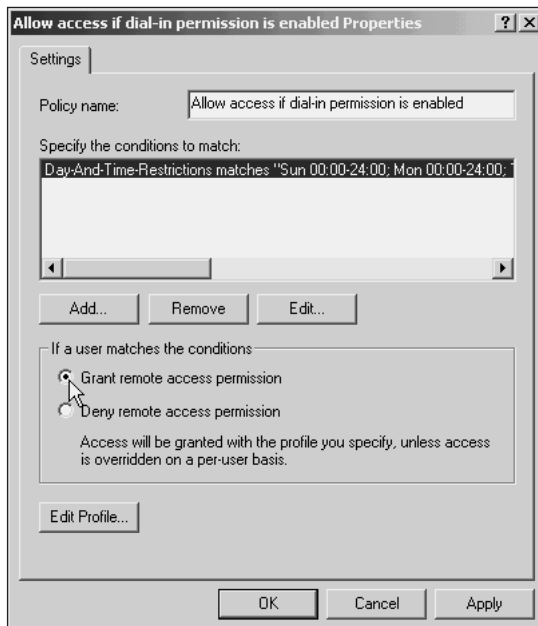 Allow access if dial-in permission is enabled Properties
Settings
Policy name:
Allow access if dial-in permission is enabled
Specify the conditions to match:
Day-And-Time-Restrictions matches "Sun 00:00-24:00; Mon 00:00-24:00;
Add...
Remove
Edit...
If a user matches the conditions
Grant remote access permission
Deny remote access permission
Access will be granted with the profile you specify, unless access
is overridden on a per-user basis.
Edit Profile...
OK
Cancel
Apply